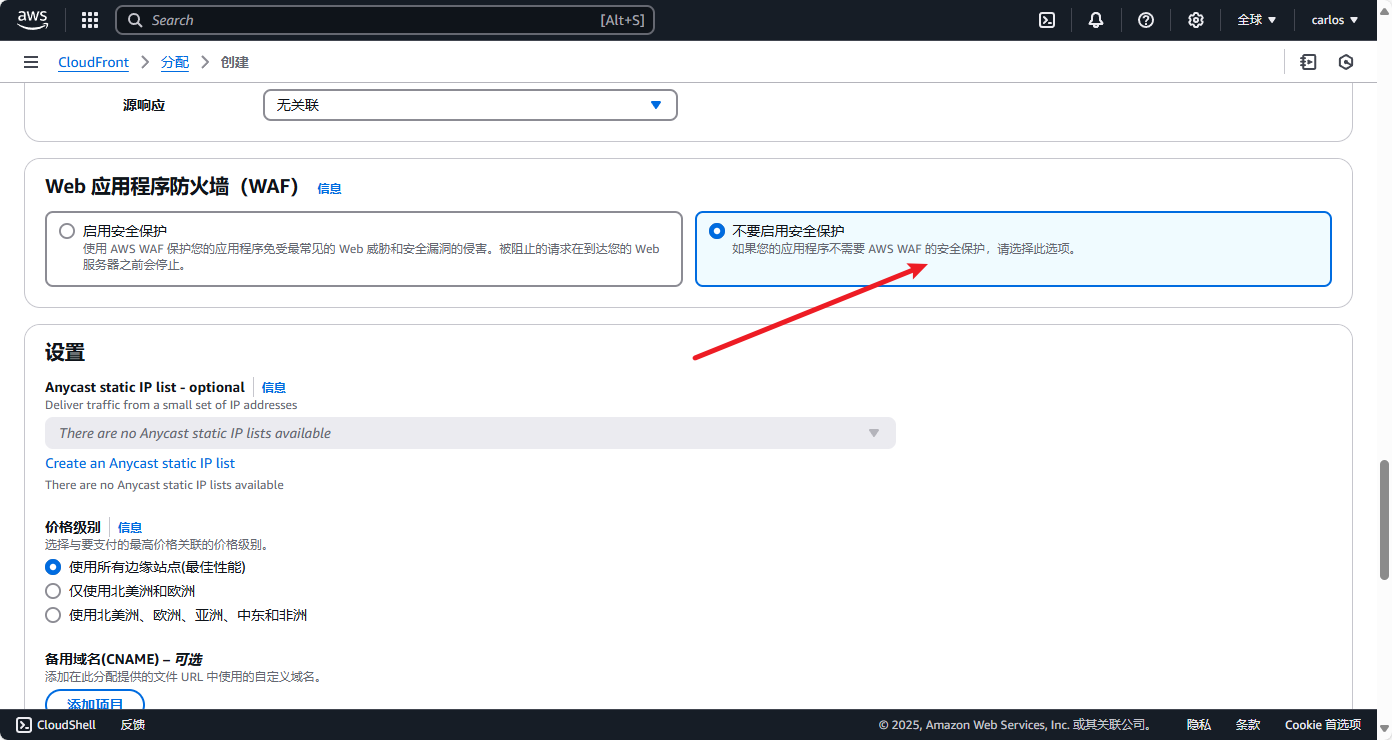 aws
Search
[Alt+S]
全球
carlos
CloudFront
分配
创建
源响应
无关联
Web 应用程序防火墙（WAF）
信息
启用安全保护
使用 AWS WAF 保护您的应用程序免受最常见的 Web 威胁和安全漏洞的侵害。被阻止的请求在到达您的 Web
服务器之前会停止。
不要启用安全保护
如果您的应用程序不需要 AWS WAF 的安全保护，请选择此选项。
设置
Anycast static IP list - optional
信息
Deliver traffic from a small set of IP addresses
There are no Anycast static IP lists available
Create an Anycast static IP list
There are no Anycast static IP lists available
价格级别
信息
选择与要支付的最高价格关联的价格级别。
使用所有边缘站点(最佳性能)
仅使用北美洲和欧洲
使用北美洲、欧洲、亚洲、中东和非洲
备用域名(CNAME) – 可选
添加在此分配提供的文件 URL 中使用的自定义域名。
添加项目
CloudShell
反馈
© 2025, Amazon Web Services, Inc. 或其关联公司。
隐私
条款
Cookie 首选项